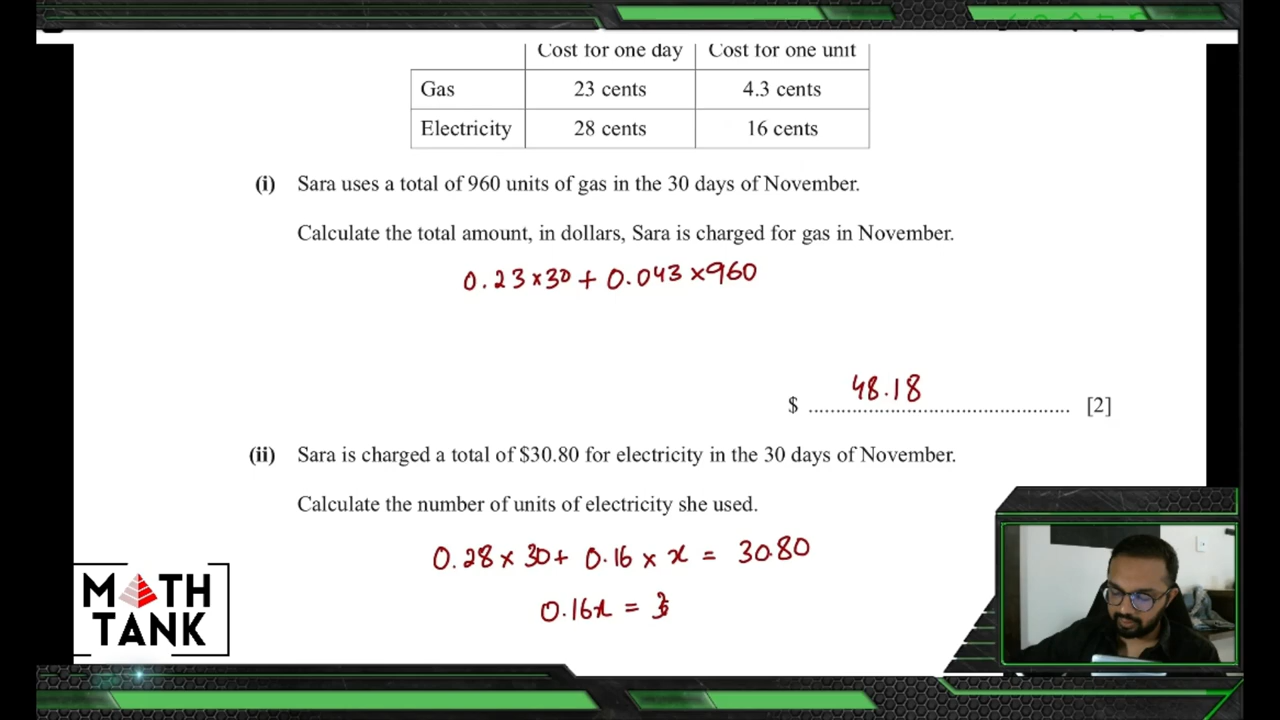 Cost for one day Cost for one unit
Gas 23 cents 4.3 cents
Electricity 28 cents 16 cents
(i) Sara uses a total of 960 units of gas in the 30 days of November.
Calculate the total amount, in dollars, Sara is charged for gas in November.
0.23×30 + 0.043 ×960
48.18
$ ................................................ [2]
(ii) Sara is charged a total of $30.80 for electricity in the 30 days of November.
Calculate the number of units of electricity she used.
0.28 × 30 + 0.16 × x = 30.80
0.16x =
MATH
TANK